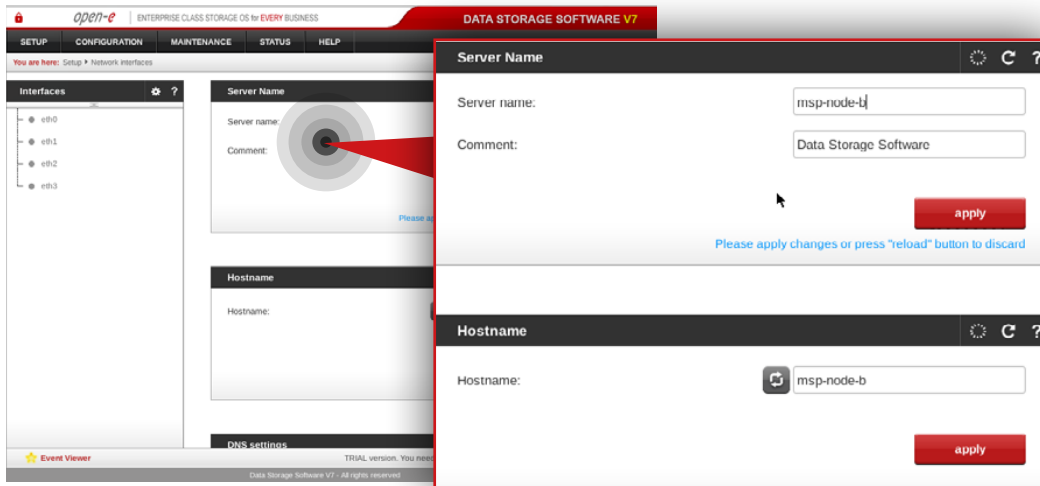 open-e ENTERPRISE CLASS STORAGE OS for EVERY BUSINESS
DATA STORAGE SOFTWARE V7
SETUP CONFIGURATION MAINTENANCE STATUS HELP
You are here: Setup Network interfaces
Interfaces ?
eth0
eth1
eth2
eth3
Server Name
Server name:
Comment:
Please
Hostname
Hostname:
DNS settings
Event Viewer
TRIAL version. You need
Data Storage Software V7 - All rights reserved
Server Name ?
Server name: msp-node-b
Comment: Data Storage Software
apply
Please apply changes or press "reload" button to discard
Hostname ?
Hostname: msp-node-b
apply